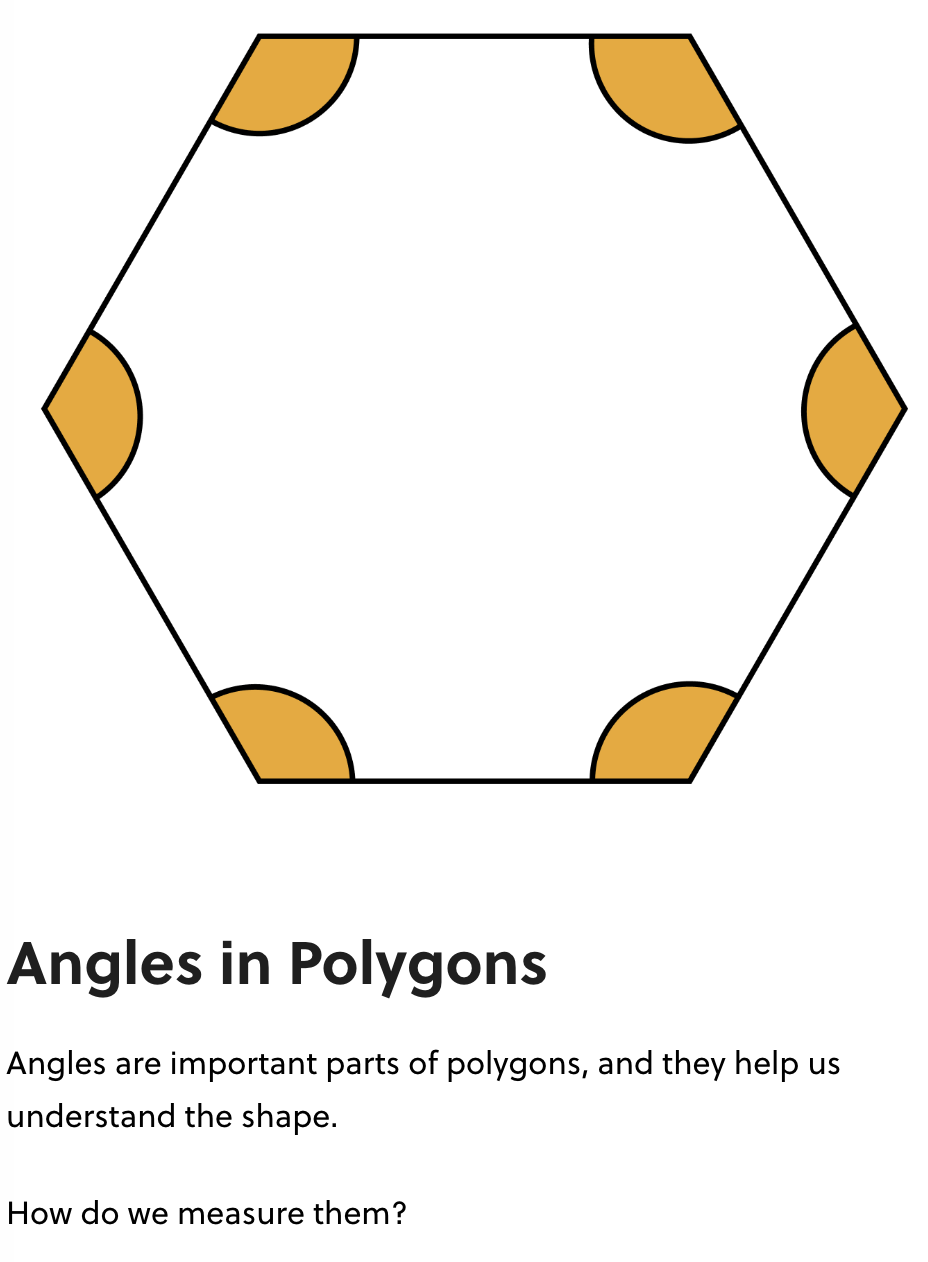 Angles in Polygons
Angles are important parts of polygons, and they help us
understand the shape.
How do we measure them?